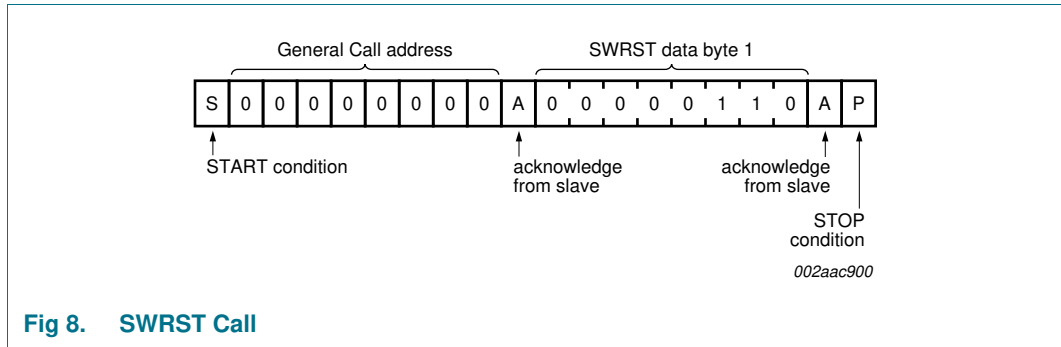 General Call address SWRST data byte 1
S 0 0 0 0 0 0 0 0 A 0 0 0 0 0 1 1 0 A P
START condition acknowledge acknowledge
from slave from slave
STOP
condition
002aac900
Fig 8. SWRST Call